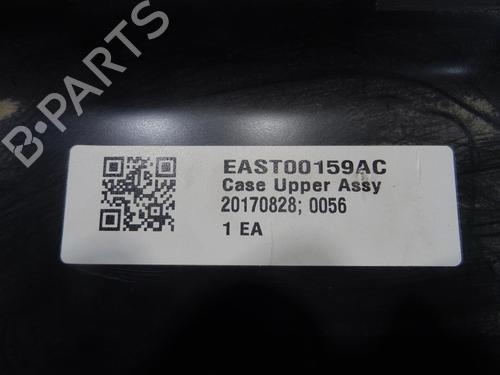 B-PARTS
EAST00159AC
Case Upper Assy
20170828; 0056
1 EA